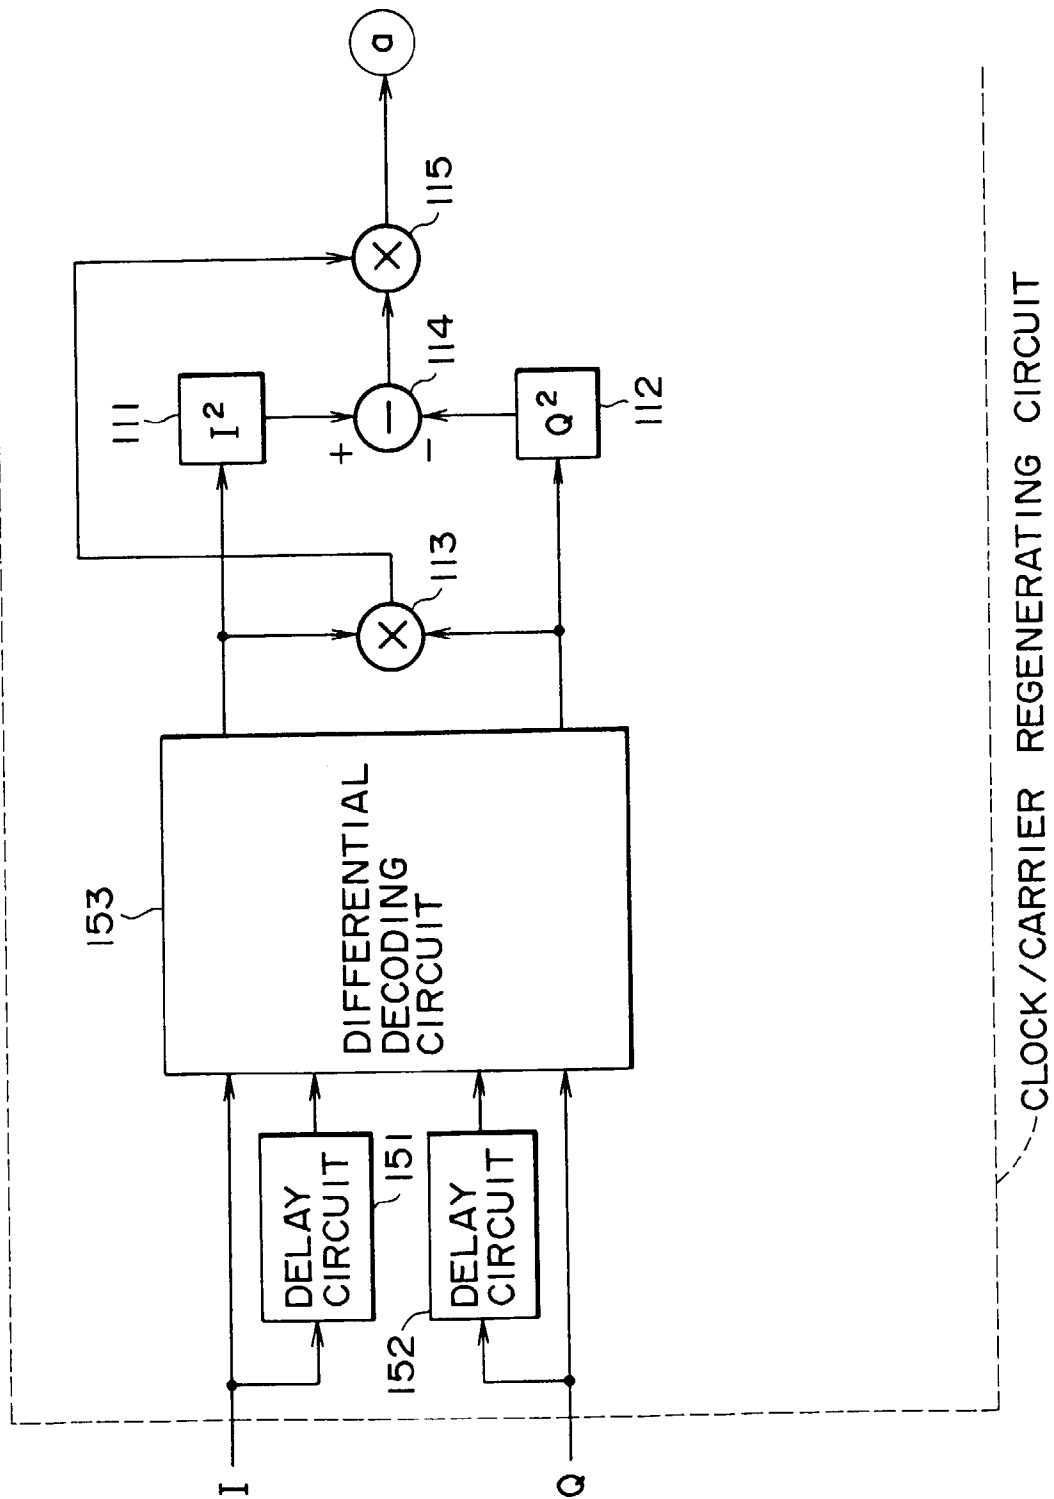 I
Q
DELAY
CIRCUIT
151
DELAY
CIRCUIT
152
153
DIFFERENTIAL
DECODING
CIRCUIT
×
113
111
I²
+
−
−
114
Q²
112
×
115
a
CLOCK/CARRIER REGENERATING CIRCUIT